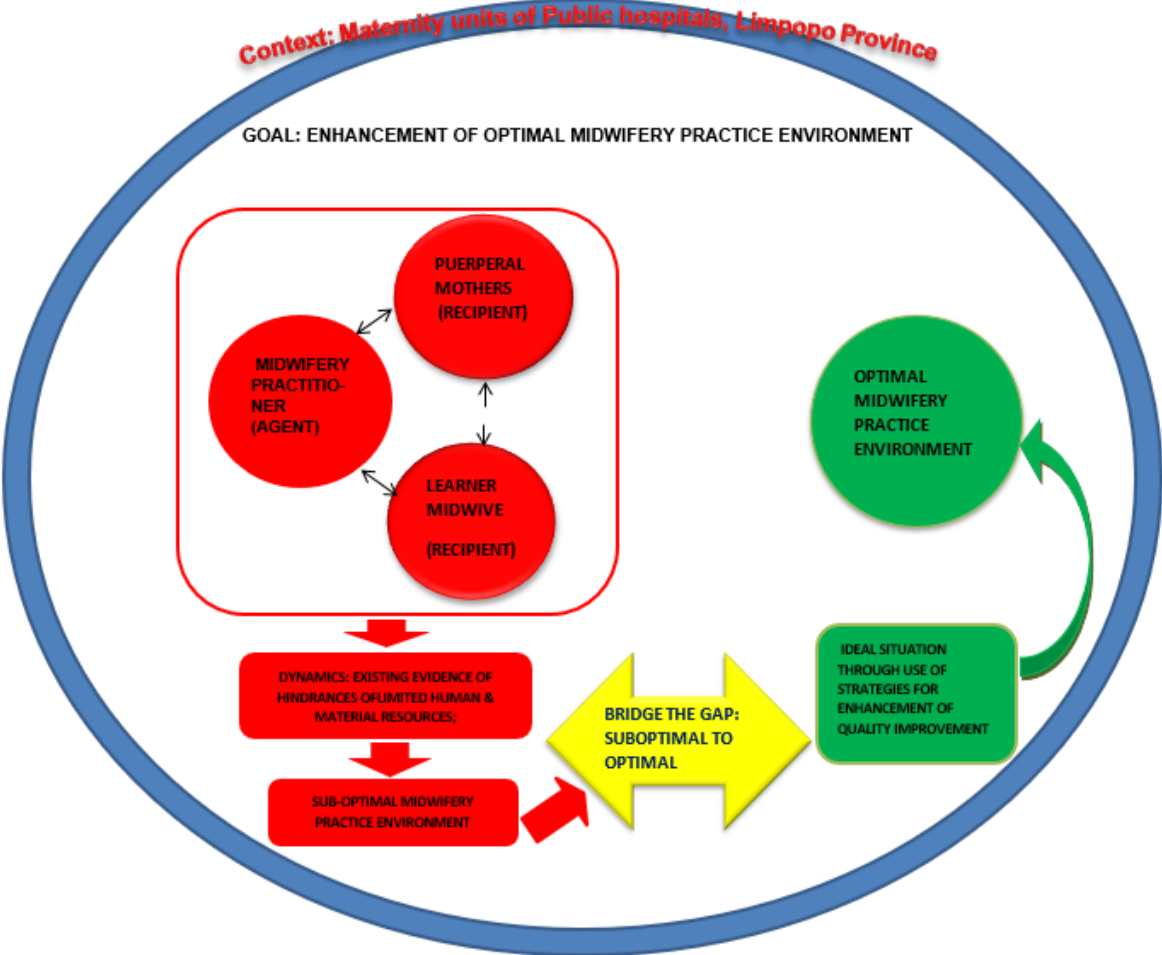 Context: Maternity units of Public hospitals, Limpopo Province
GOAL: ENHANCEMENT OF OPTIMAL MIDWIFERY PRACTICE ENVIRONMENT
PUERPERAL
MOTHERS
(RECIPIENT)
MIDWIFERY
PRACTITIO-
NER
(AGENT)
LEARNER
MIDWIVE
(RECIPIENT)
DYNAMICS: EXISTING EVIDENCE OF
HINDRANCES OFLIMITED HUMAN &
MATERIAL RESOURCES;
SUB-OPTIMAL MIDWIFERY
PRACTICE ENVIRONMENT
BRIDGE THE GAP:
SUBOPTIMAL TO
OPTIMAL
IDEAL SITUATION
THROUGH USE OF
STRATEGIES FOR
ENHANCEMENT OF
QUALITY IMPROVEMENT
OPTIMAL
MIDWIFERY
PRACTICE
ENVIRONMENT